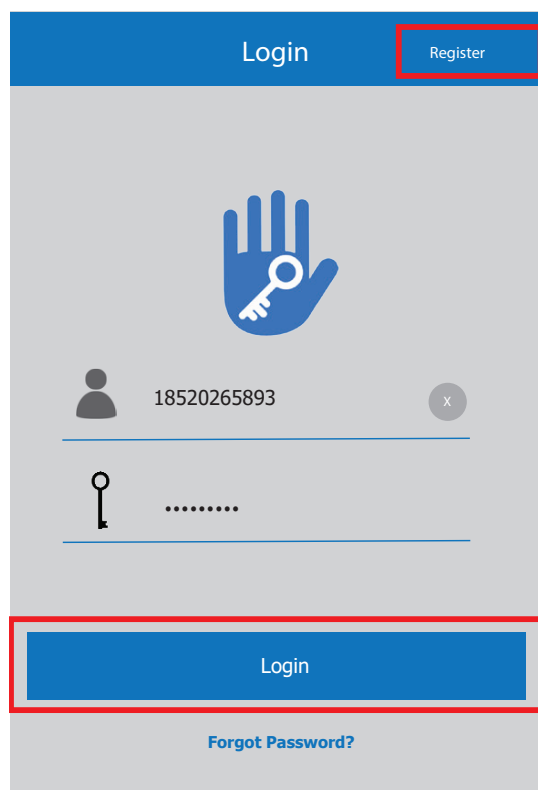 Login
Register
18520265893
X
•••••••••
Login
Forgot Password?